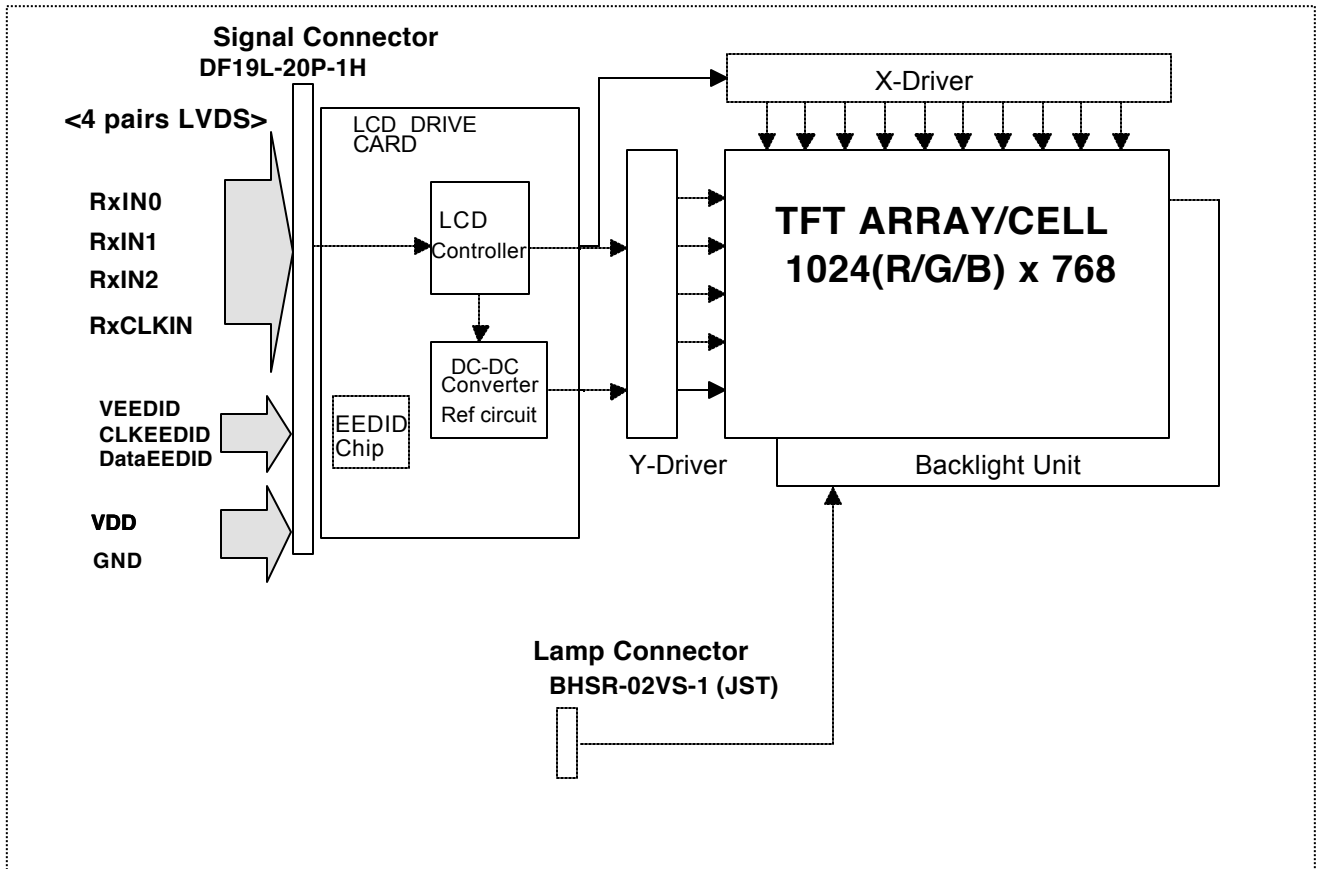 Signal Connector
DF19L-20P-1H
<4 pairs LVDS>
RxIN0
RxIN1
RxIN2
RxCLKIN
VEEDID
CLKEEDID
DataEEDID
VDD
GND
LCD DRIVE
CARD
LCD
Controller
DC-DC
Converter
Ref circuit
EEDID
Chip
X-Driver
Y-Driver
TFT ARRAY/CELL
1024(R/G/B) x 768
Backlight Unit
Lamp Connector
BHSR-02VS-1 (JST)